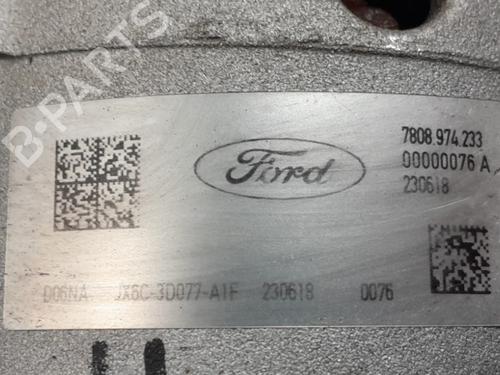 B-PARTS
7808.974.233
Ford
00000076 A
230618
D06NA JX6C-3D077-A1F 230618 0076